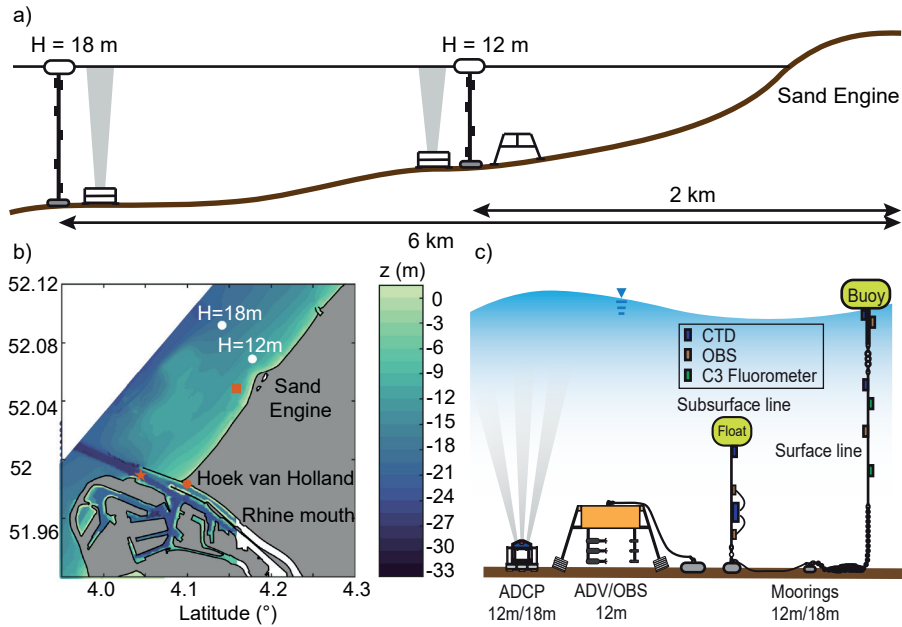 a)
H = 18 m
H = 12 m
Sand Engine
2 km
6 km
b)
52.12
52.08
52.04
52
51.96
H=18m
H=12m
Sand
Engine
Hoek van Holland
Rhine mouth
4.0
4.1
4.2
4.3
Latitude (°)
z (m)
0
-3
-6
-9
-12
-15
-18
-21
-24
-27
-30
-33
c)
Buoy
CTD
OBS
C3 Fluorometer
Subsurface line
Float
Surface line
ADCP
12m/18m
ADV/OBS
12m
Moorings
12m/18m